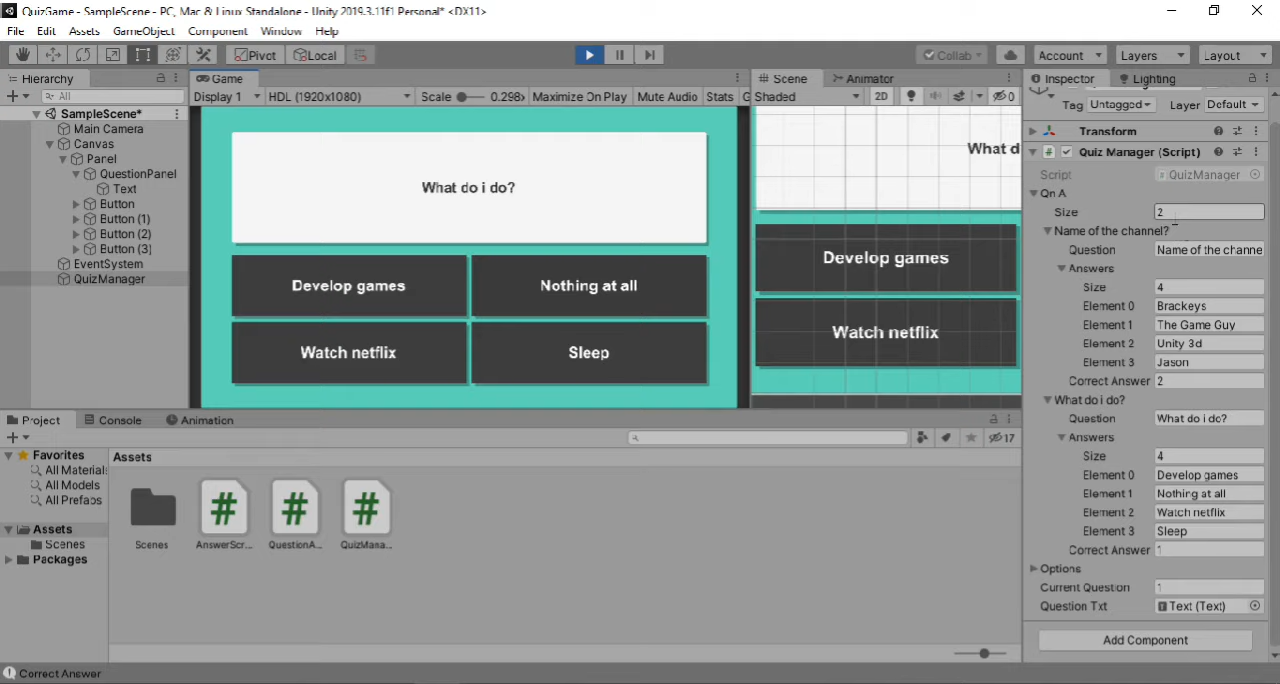 QuizGame - SampleScene - PC, Mac & Linux Standalone - Unity 2019.3.11f1 Personal* <DX11>
File Edit Assets GameObject Component Window Help
Pivot Local Collab Account Layers Layout
Hierarchy
All
SampleScene*
Main Camera
Canvas
Panel
QuestionPanel
Text
Button
Button (1)
Button (2)
Button (3)
EventSystem
QuizManager
Game
Display 1 HDL (1920x1080) Scale 0.298x Maximize On Play Mute Audio Stats G
What do i do?
Develop games Nothing at all
Watch netflix Sleep
Scene Animator
Shaded 2D 0
What d
Develop games
Watch netflix
Inspector Lighting
Tag Untagged Layer Default
Transform
Quiz Manager (Script)
Script QuizManager
Qn A
Size 2
Name of the channel?
Question Name of the channe
Answers
Size 4
Element 0 Brackeys
Element 1 The Game Guy
Element 2 Unity 3d
Element 3 Jason
Correct Answer 2
What do i do?
Question What do i do?
Answers
Size 4
Element 0 Develop games
Element 1 Nothing at all
Element 2 Watch netflix
Element 3 Sleep
Correct Answer 1
Options
Current Question 1
Question Txt Text (Text)
Add Component
Project Console Animation
17
Favorites
All Material
All Models
All Prefabs
Assets
Scenes
Packages
Assets
Scenes AnswerScr... QuestionA... QuizMana...
Correct Answer